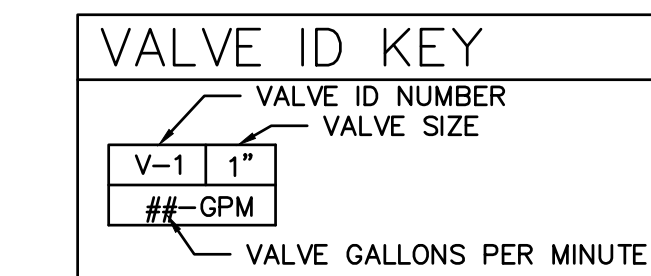 VALVE ID KEY
VALVE ID NUMBER
VALVE SIZE
V-1 1"
##-GPM
VALVE GALLONS PER MINUTE